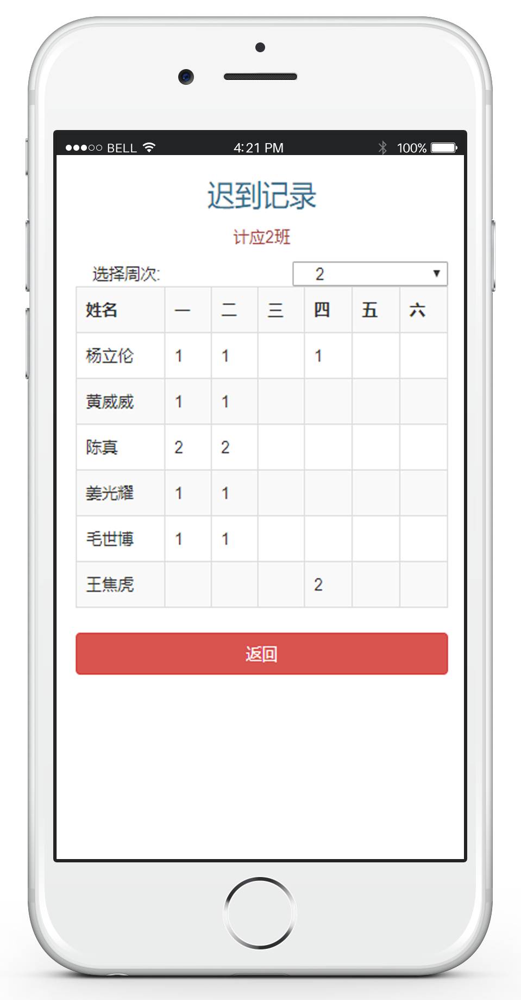 BELL 4:21 PM 100%
迟到记录
计应2班
选择周次: 2
姓名 一 二 三 四 五 六
杨立伦 1 1 1
黄威威 1 1
陈真 2 2
姜光耀 1 1
毛世博 1 1
王焦虎 2
返回